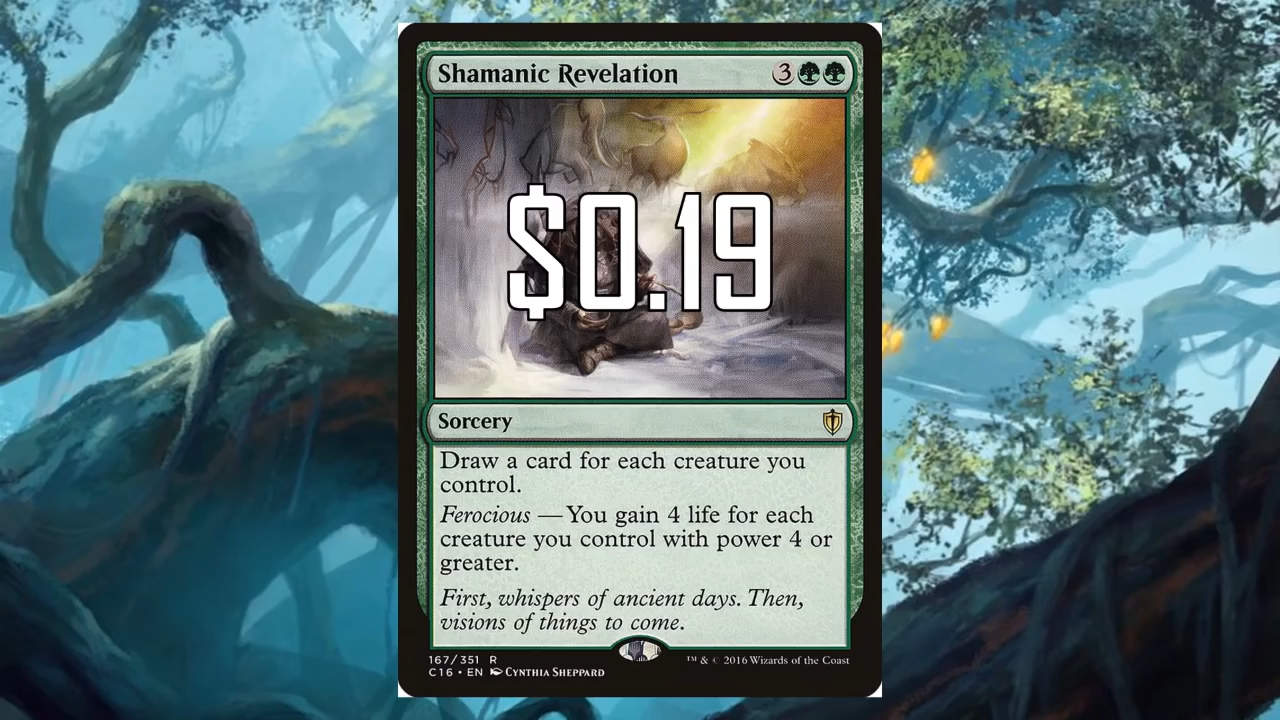 Shamanic Revelation 3
$0.19
Sorcery
Draw a card for each creature you
control.
Ferocious — You gain 4 life for each
creature you control with power 4 or
greater.
First, whispers of ancient days. Then,
visions of things to come.
167/351 R
™ & © 2016 Wizards of the Coast
C16 • EN Cynthia Sheppard